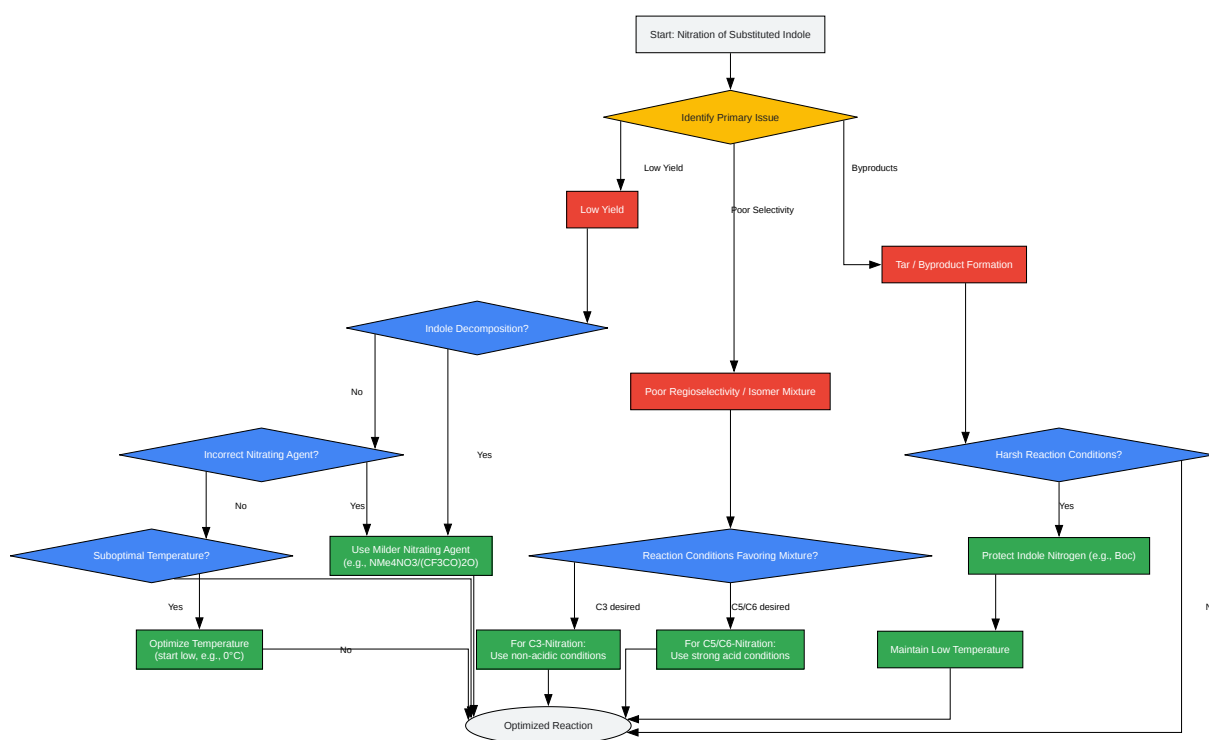 Start: Nitration of Substituted Indole
Identify Primary Issue
Low Yield
Byproducts
Low Yield
Poor Selectivity
Tar / Byproduct Formation
Indole Decomposition?
No
Poor Regioselectivity / Isomer Mixture
Incorrect Nitrating Agent?
Yes
Harsh Reaction Conditions?
No
Yes
Yes
Suboptimal Temperature?
Use Milder Nitrating Agent
(e.g., NMe4NO3/(CF3CO)2O)
Reaction Conditions Favoring Mixture?
Protect Indole Nitrogen (e.g., Boc)
Yes
C3 desired
C5/C6 desired
Optimize Temperature
(start low, e.g., 0°C)
No
For C3-Nitration:
Use non-acidic conditions
For C5/C6-Nitration:
Use strong acid conditions
Maintain Low Temperature
Optimized Reaction